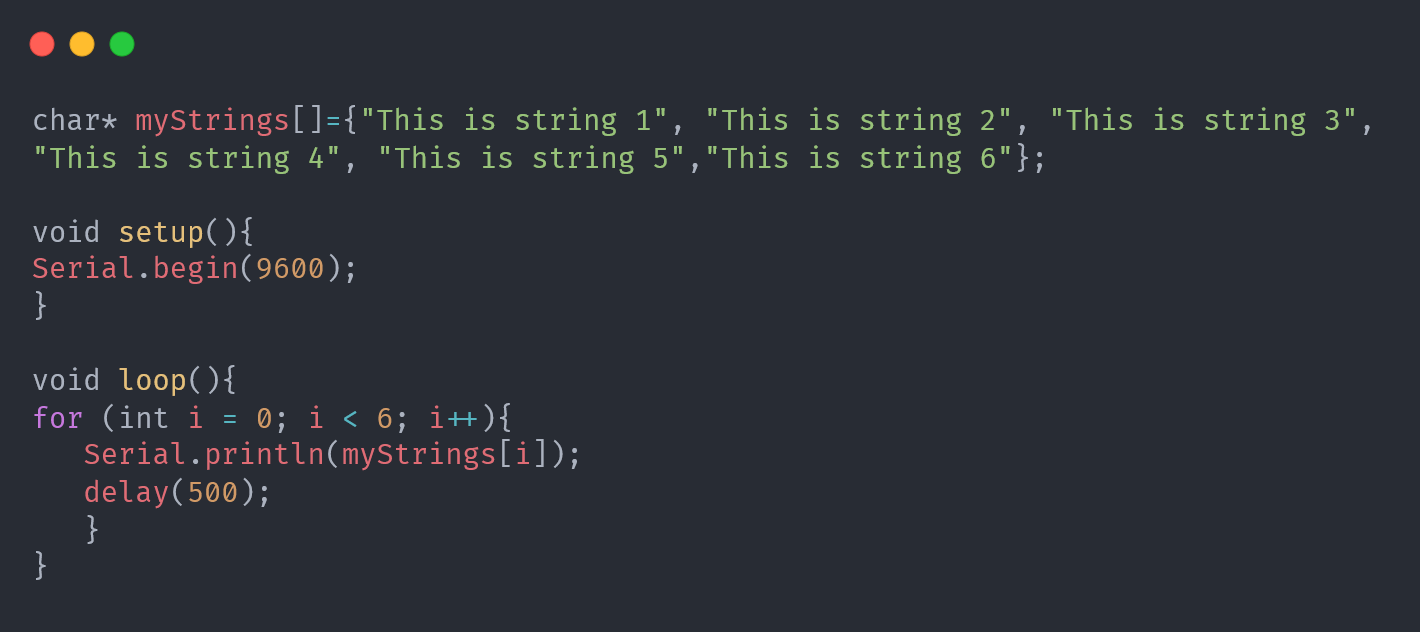 char* myStrings[]={"This is string 1", "This is string 2", "This is string 3",
"This is string 4", "This is string 5","This is string 6"};

void setup(){
Serial.begin(9600);
}

void loop(){
for (int i = 0; i < 6; i++){
   Serial.println(myStrings[i]);
   delay(500);
   }
}